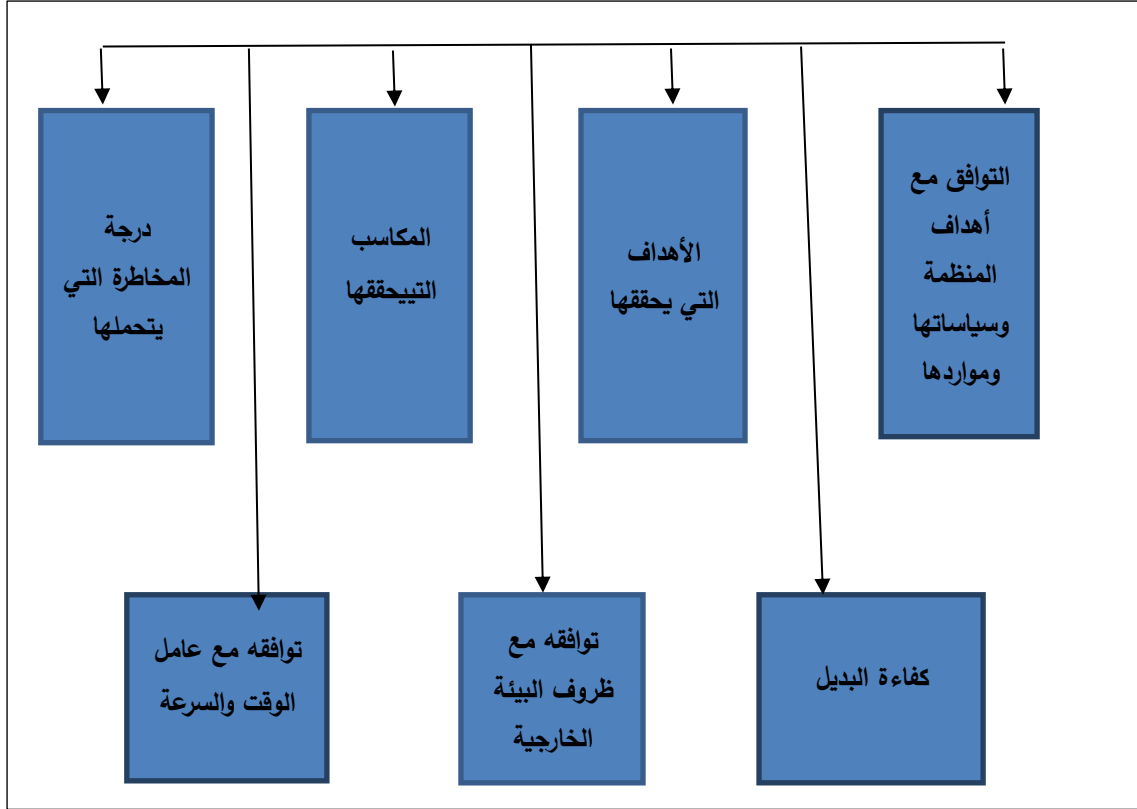 التوافق مع
أهداف
المنظمة
وسياساتها
ومواردها
الأهداف
التي يحققها
المكاسب
التييحققها
درجة
المخاطرة التي
يتحملها
كفاءة البديل
توافقه مع
ظروف البيئة
الخارجية
توافقه مع عامل
الوقت والسرعة